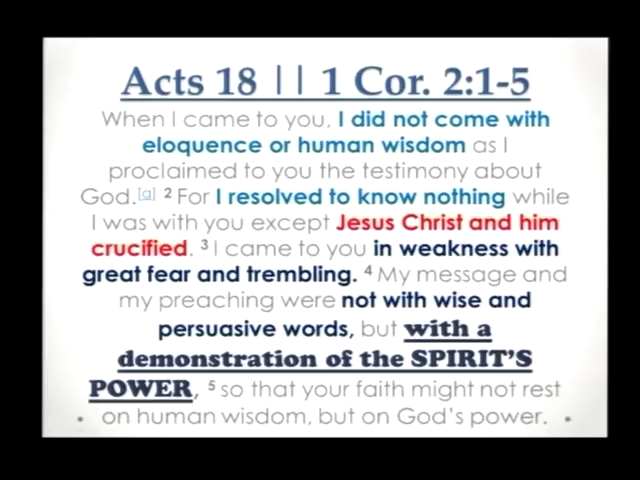 Acts 18 || 1 Cor. 2:1-5
When I came to you, I did not come with
eloquence or human wisdom as I
proclaimed to you the testimony about
God.[a] 2 For I resolved to know nothing while
I was with you except Jesus Christ and him
crucified. 3 I came to you in weakness with
great fear and trembling. 4 My message and
my preaching were not with wise and
persuasive words, but with a
demonstration of the SPIRIT'S
POWER, 5 so that your faith might not rest
on human wisdom, but on God's power.